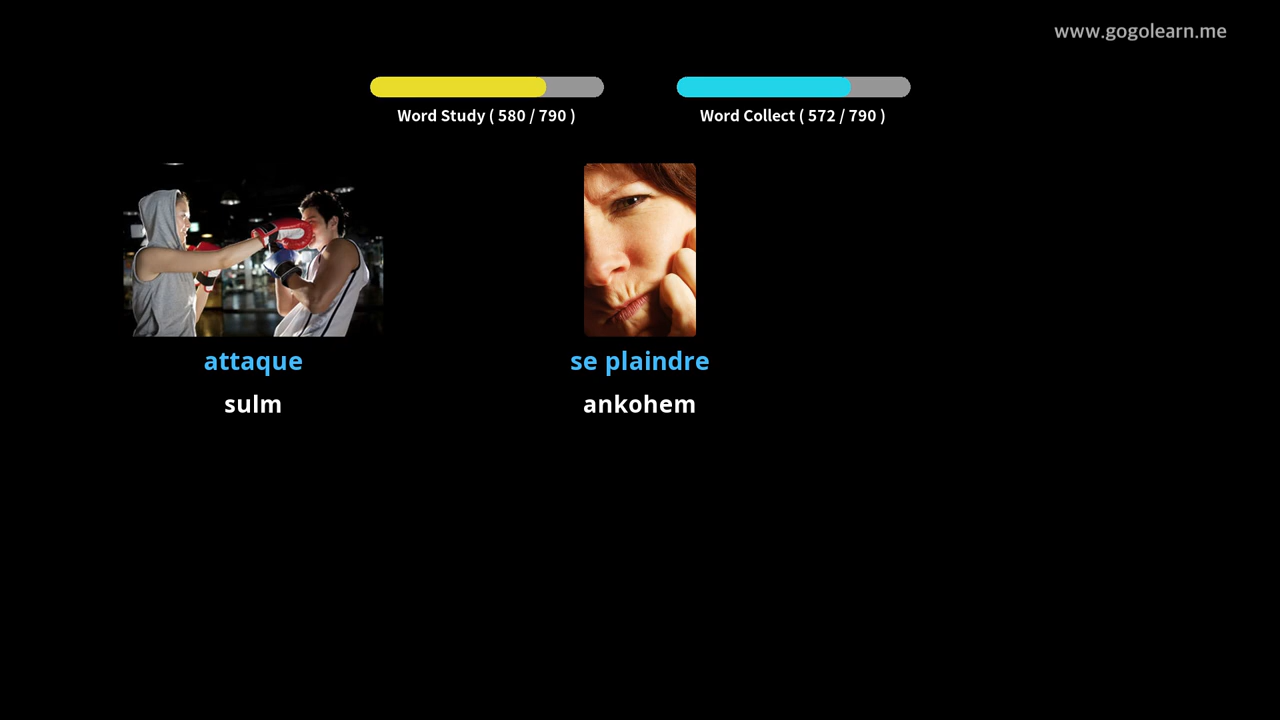 www.gogolearn.me
Word Study ( 580 / 790 )
Word Collect ( 572 / 790 )
attaque
sulm
se plaindre
ankohem